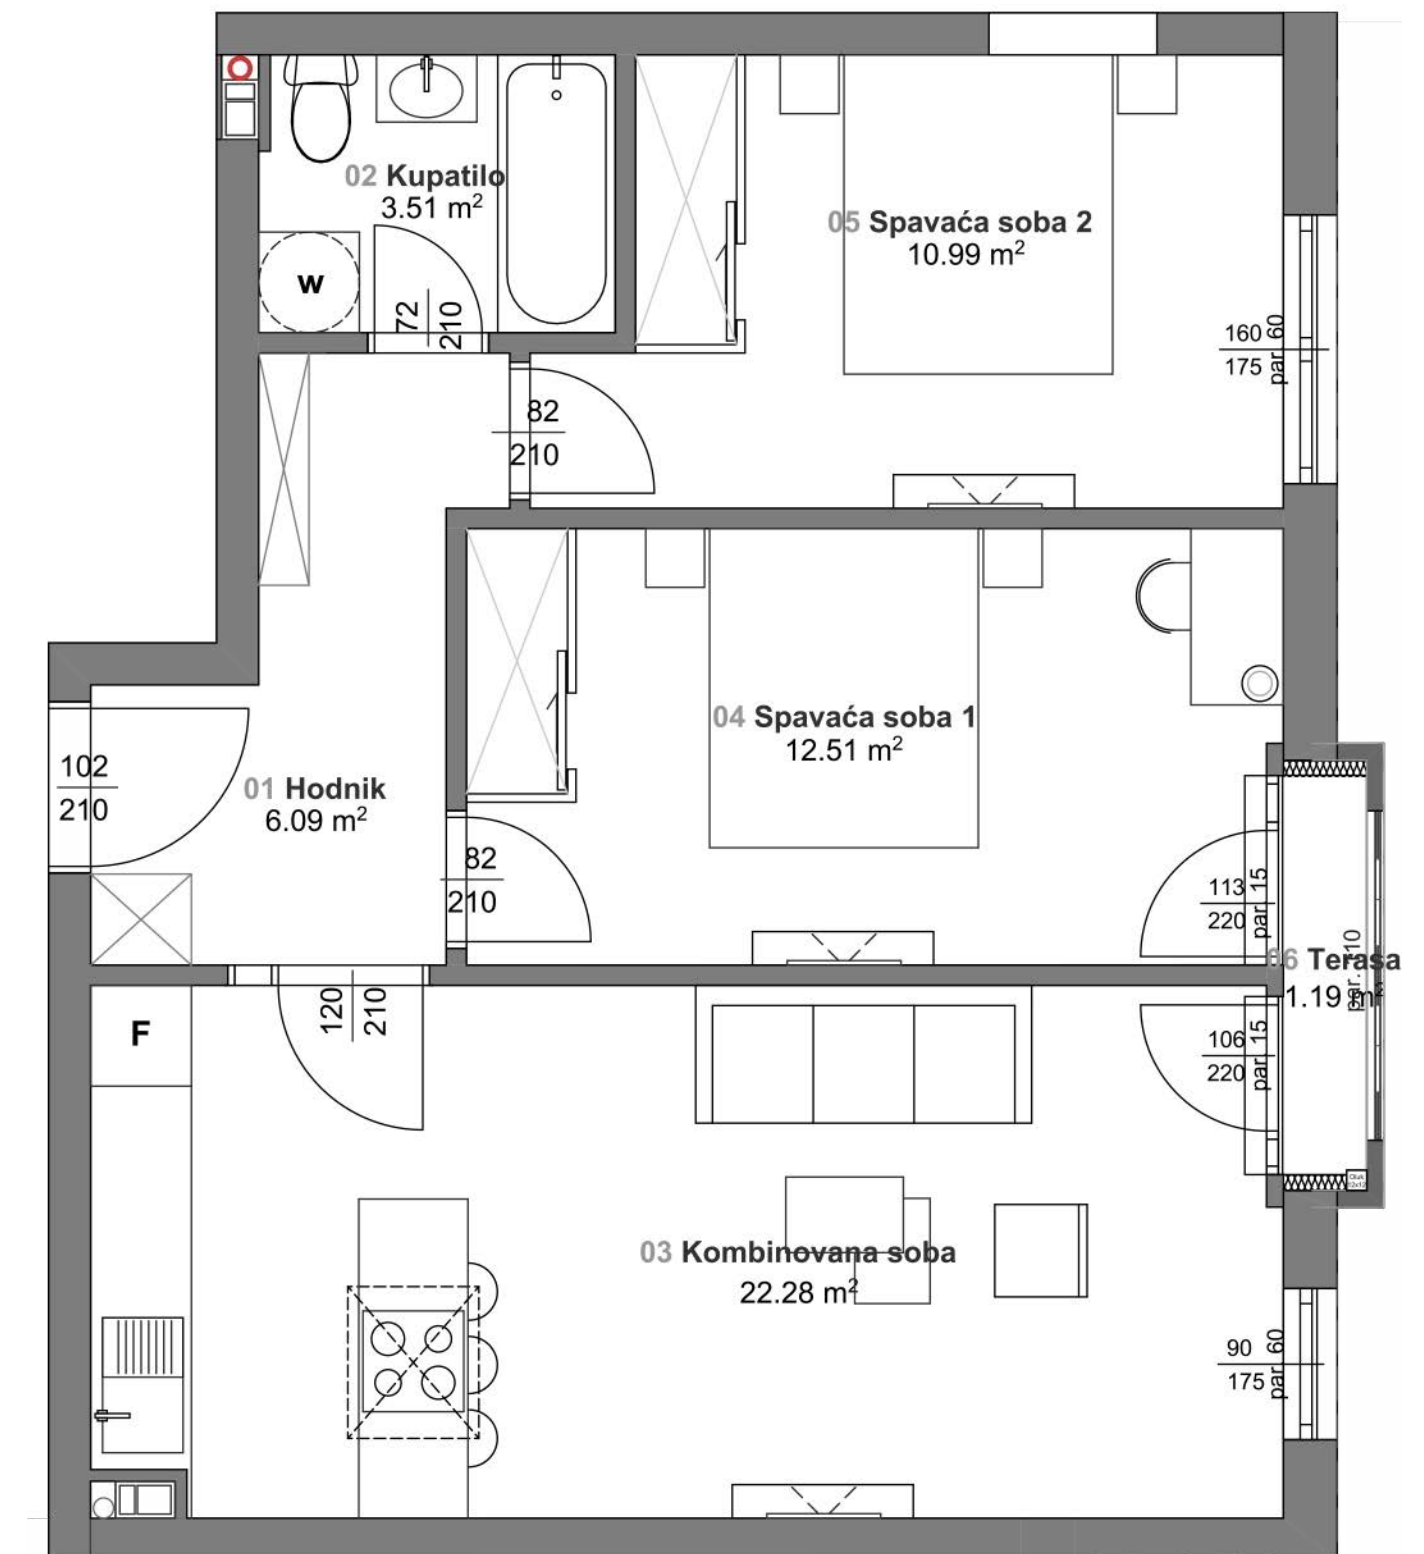 02 Kupatilo
3.51 m²
w
72
210
05 Spavaća soba 2
10.99 m²
160
175
par. 60
82
210
04 Spavaća soba 1
12.51 m²
102
210
01 Hodnik
6.09 m²
82
210
113
220
par. 15
06 Terasa
1.19 m²
F
120
210
106
220
par. 15
03 Kombinovana soba
22.28 m²
90
175
par. 60